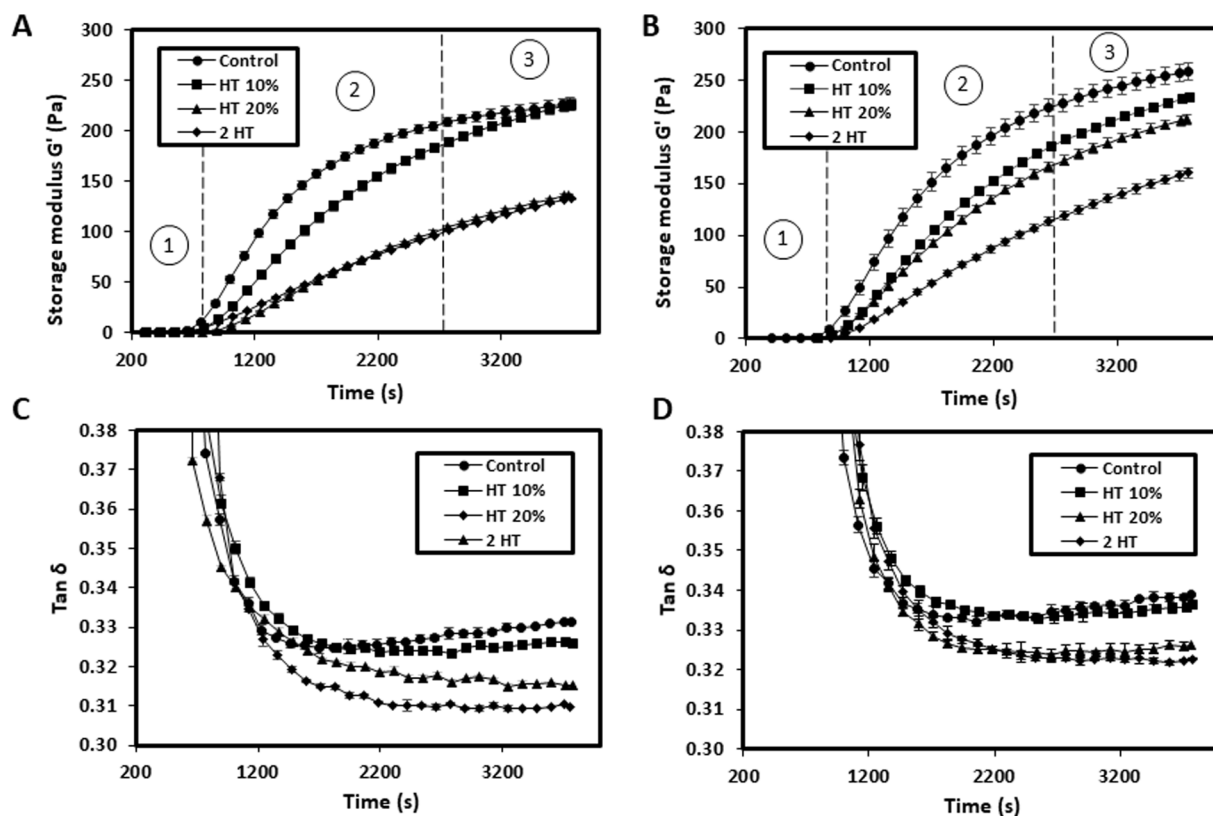 A
Storage modulus G' (Pa)
300
250
200
150
100
50
0
Control
HT 10%
HT 20%
2 HT
1
2
3
200
1200
2200
3200
Time (s)
B
Storage modulus G' (Pa)
300
250
200
150
100
50
0
Control
HT 10%
HT 20%
2 HT
1
2
3
200
1200
2200
3200
Time (s)
C
Tan δ
0.38
0.37
0.36
0.35
0.34
0.33
0.32
0.31
0.30
Control
HT 10%
HT 20%
2 HT
200
1200
2200
3200
Time (s)
D
Tan δ
0.38
0.37
0.36
0.35
0.34
0.33
0.32
0.31
0.30
Control
HT 10%
HT 20%
2 HT
200
1200
2200
3200
Time (s)